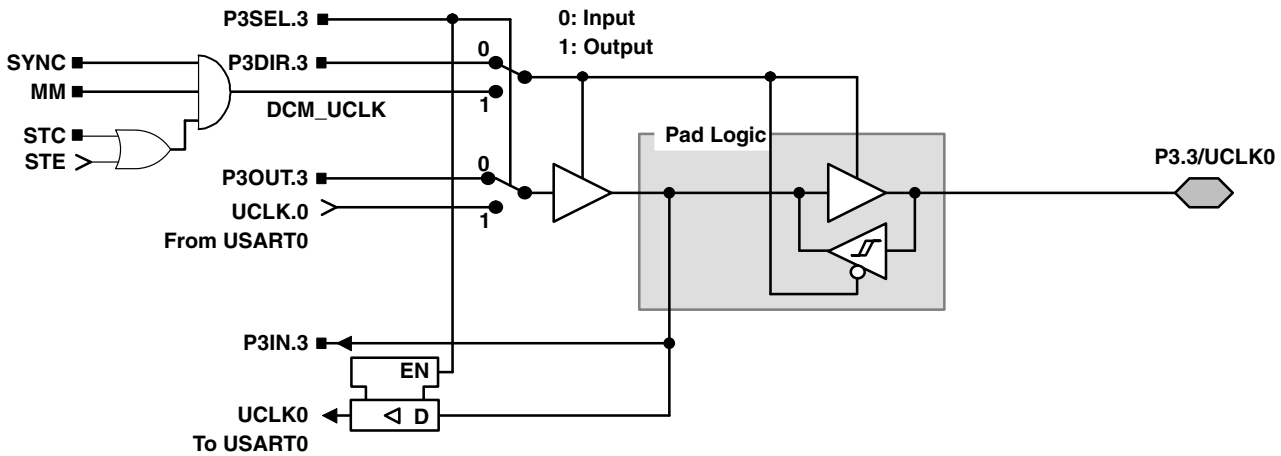 P3SEL.3
0: Input
1: Output
SYNC
P3DIR.3
0
MM
1
DCM_UCLK
STC
STE
Pad Logic
P3.3/UCLK0
P3OUT.3
0
UCLK.0
1
From USART0
P3IN.3
EN
UCLK0
D
To USART0